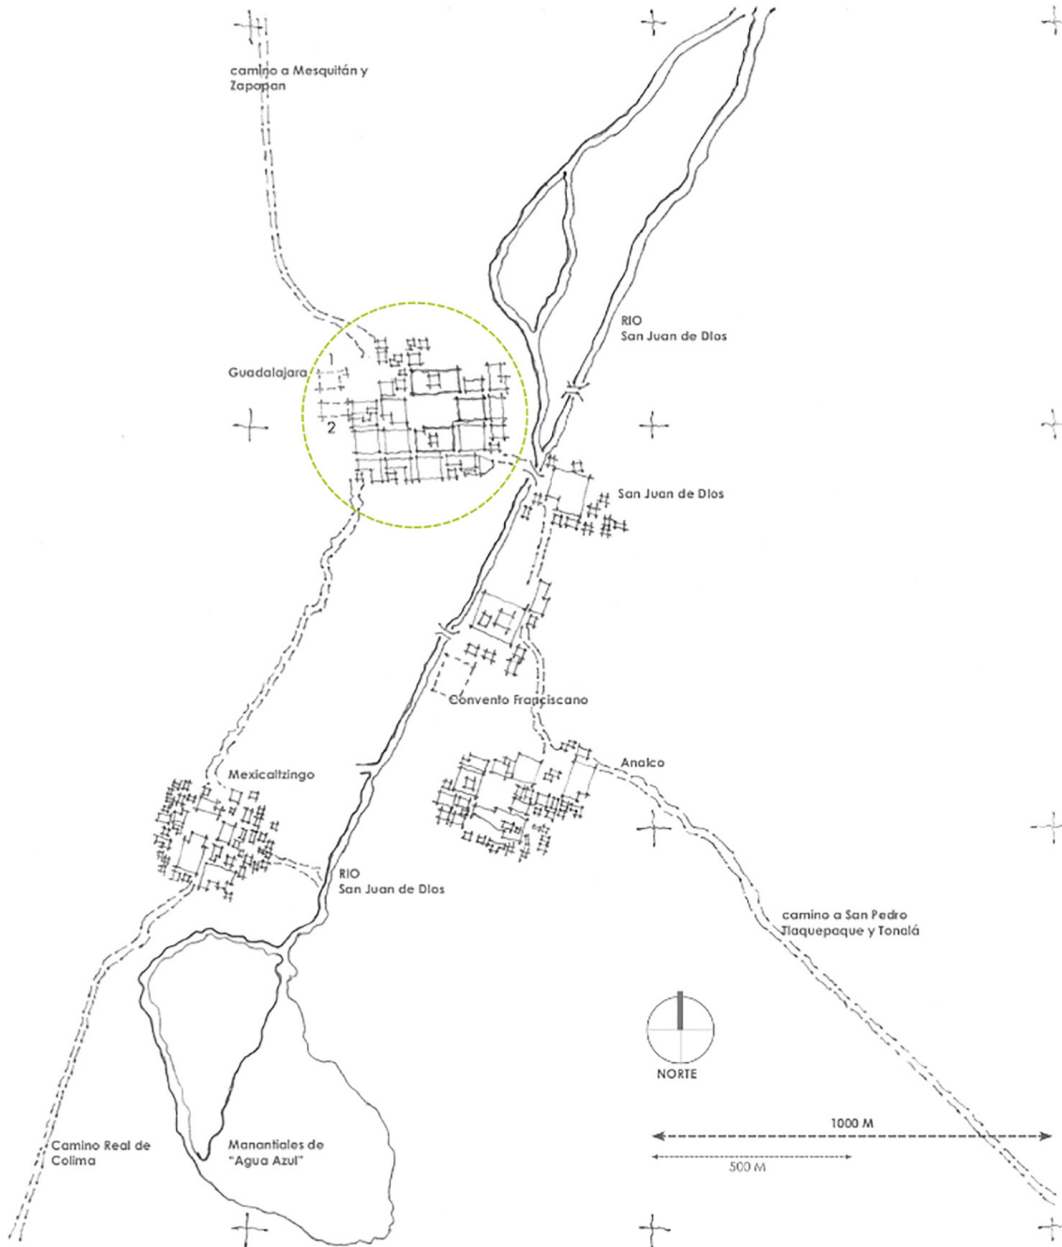 camino a Mesquitán y
Zapopan
RIO
San Juan de DIos
1
Guadalajara
2
San Juan de DIos
Convento Franciscano
Mexicaltzingo
Analco
RIO
San Juan de DIos
camino a San Pedro
Tlaquepaque y Tonalá
NORTE
1000 M
Camino Real de
Colima
Manantiales de
"Agua Azul"
500 M